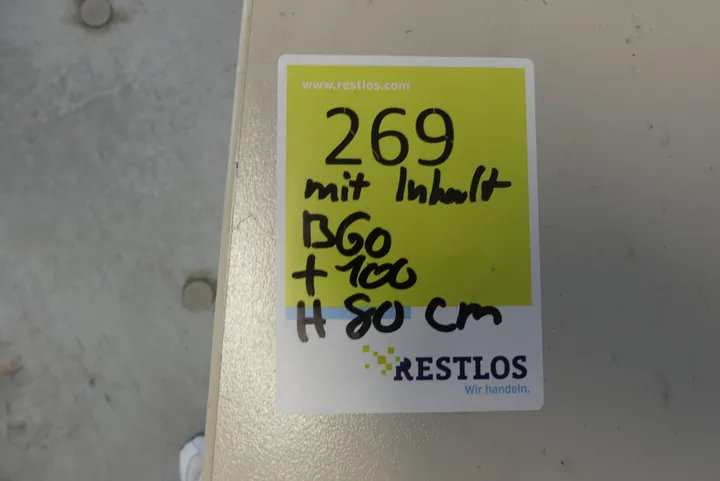 www.restlos.com
269
mit Inhalt
B60
+ 100
H 80 cm
RESTLOS
Wir handeln.